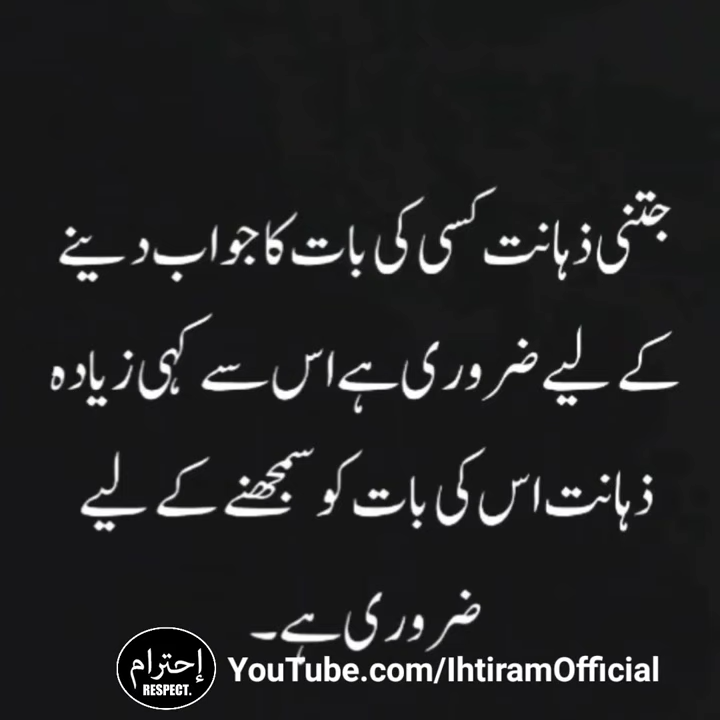 جتنی ذہانت کسی کی بات کا جواب دینے
کے لیے ضروری ہے اس سے کہی زیادہ
ذہانت اس کی بات کو سمجھنے کے لیے
ضروری ہے۔
إحترام
RESPECT.
YouTube.com/IhtiramOfficial